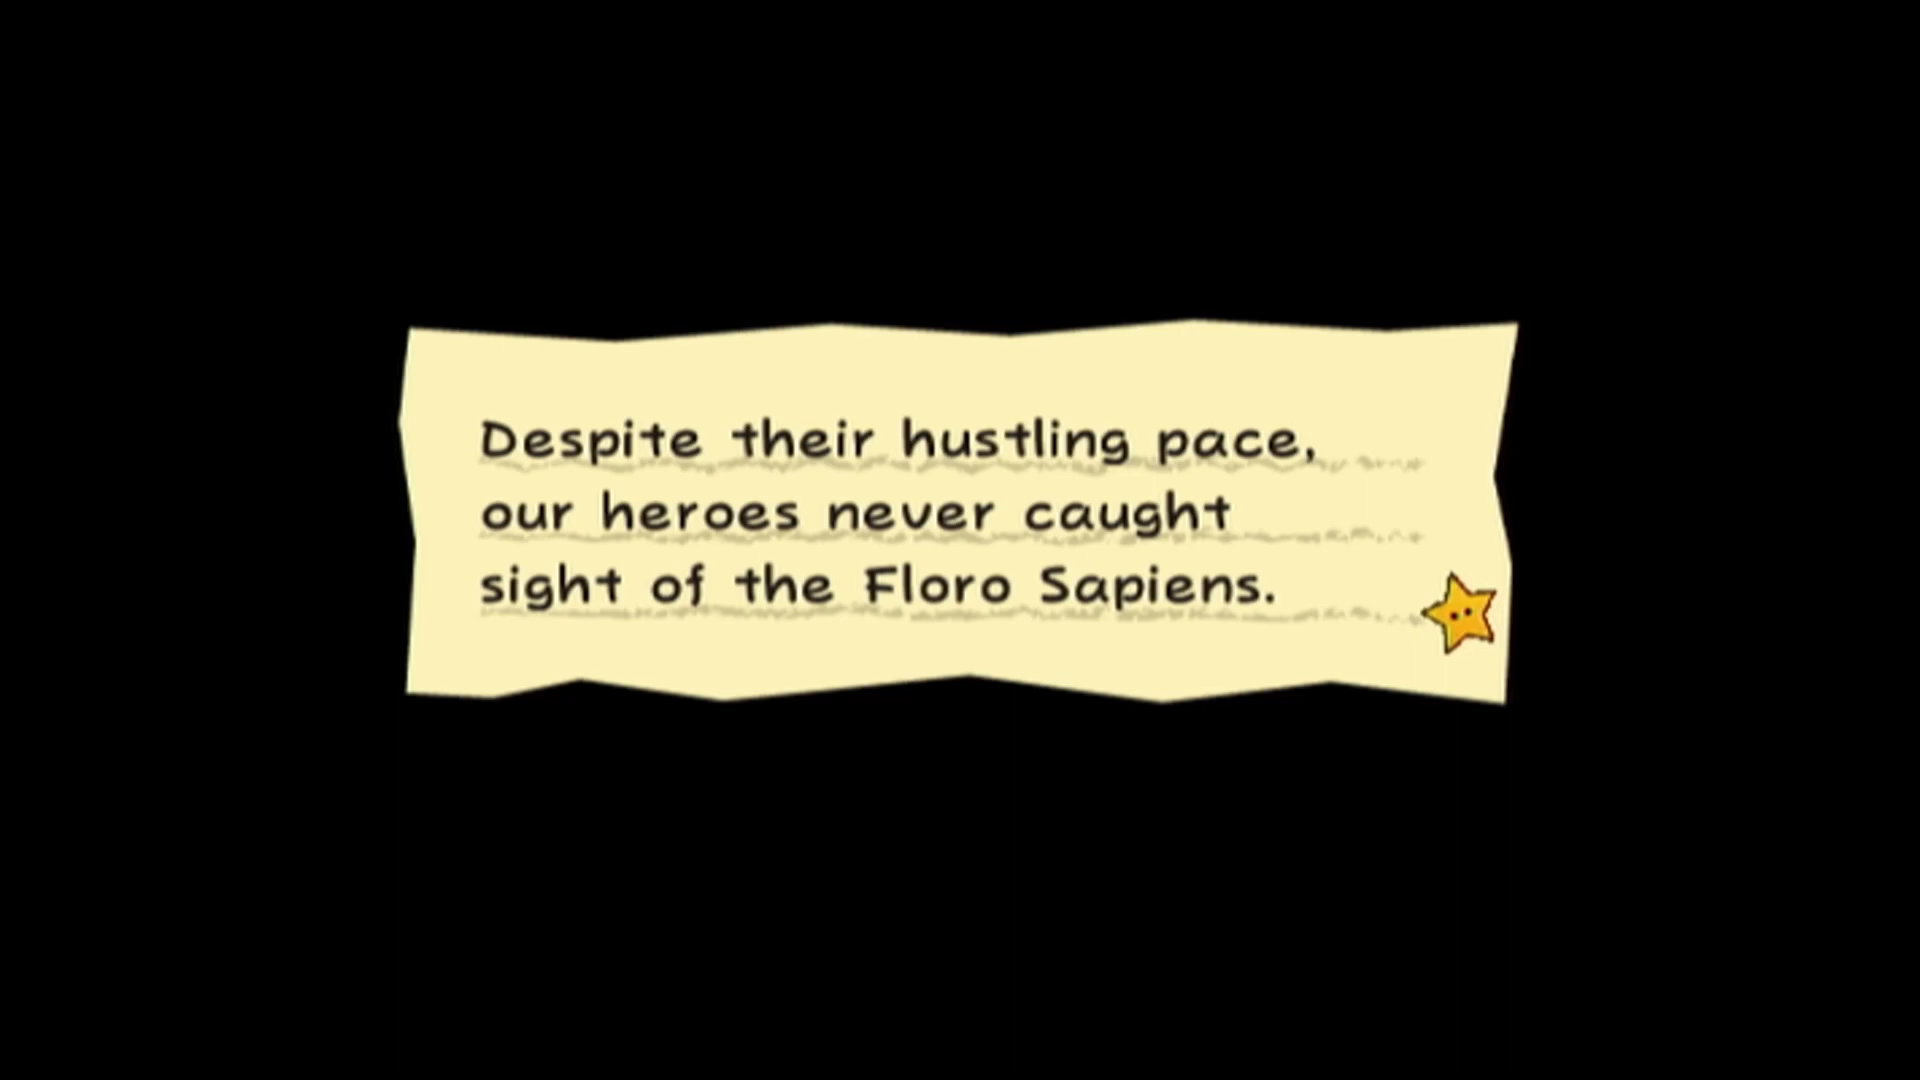 Despite their hustling pace,
our heroes never caught
sight of the Floro Sapiens.